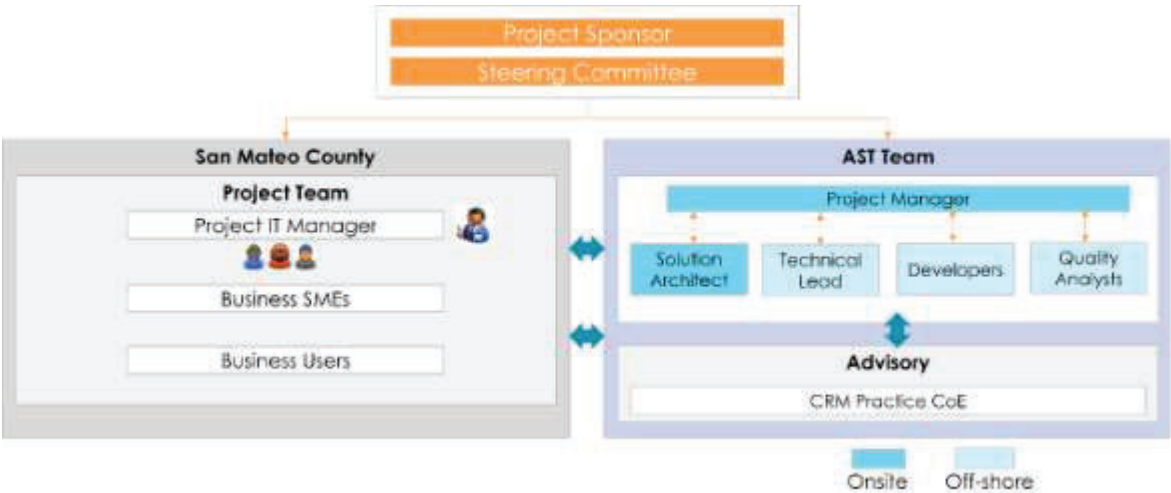 Project Sponsor
Steering Committee
San Mateo County
Project Team
Project IT Manager
Business SMEs
Business Users
AST Team
Project Manager
Solution
Architect
Technical
Lead
Developers
Quality
Analysts
Advisory
CRM Practice CoE
Onsite
Off-shore